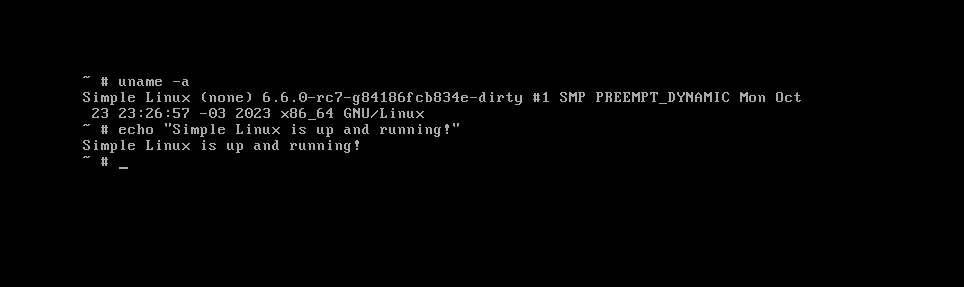 ~ # uname -a
Simple Linux (none) 6.6.0-rc7-g84186fcb834e-dirty #1 SMP PREEMPT_DYNAMIC Mon Oct
 23 23:26:57 -03 2023 x86_64 GNU/Linux
~ # echo "Simple Linux is up and running!"
Simple Linux is up and running!
~ # _